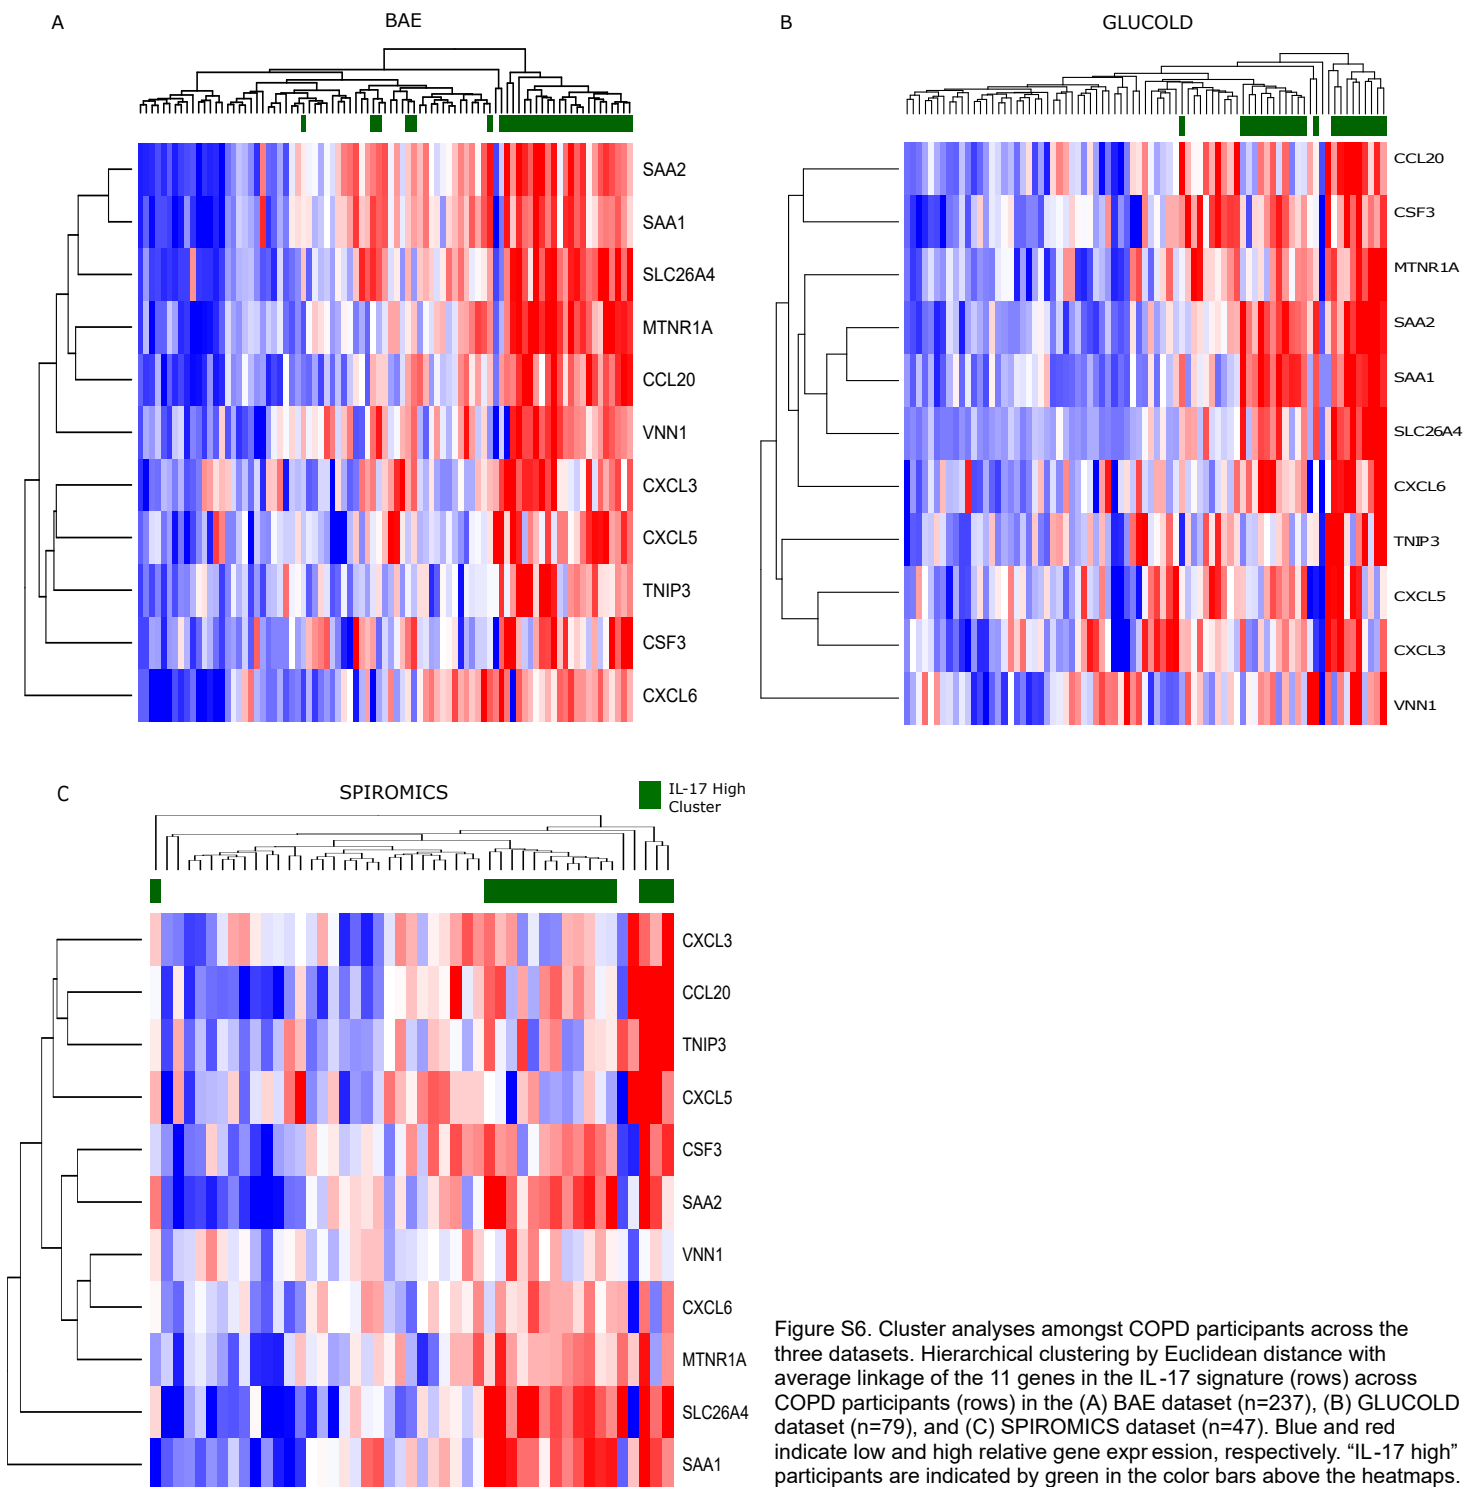 A
BAE
SAA2
SAA1
SLC26A4
MTNR1A
CCL20
VNN1
CXCL3
CXCL5
TNIP3
CSF3
CXCL6
B
GLUCOLD
CCL20
CSF3
MTNR1A
SAA2
SAA1
SLC26A4
CXCL6
TNIP3
CXCL5
CXCL3
VNN1
C
SPIROMICS
IL-17 High
Cluster
CXCL3
CCL20
TNIP3
CXCL5
CSF3
SAA2
VNN1
CXCL6
MTNR1A
SLC26A4
SAA1
Figure S6. Cluster analyses amongst COPD participants across the
three datasets. Hierarchical clustering by Euclidean distance with
average linkage of the 11 genes in the IL-17 signature (rows) across
COPD participants (rows) in the (A) BAE dataset (n=237), (B) GLUCOLD
dataset (n=79), and (C) SPIROMICS dataset (n=47). Blue and red
indicate low and high relative gene expr ession, respectively. “IL-17 high”
participants are indicated by green in the color bars above the heatmaps.